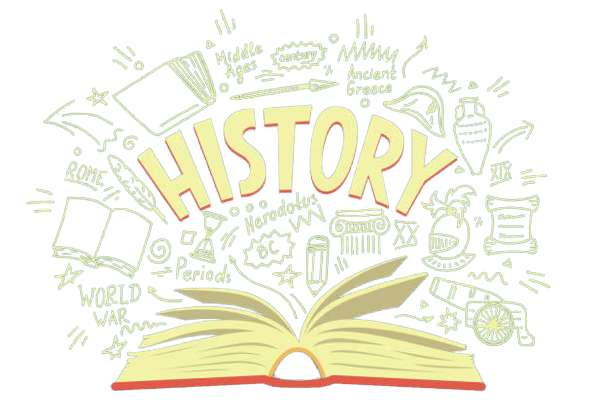 Middle
Ages
century
Ancient
Greece
HISTORY
ROME
XIX
Herodotus
BC
XX
Periods
WORLD
WAR